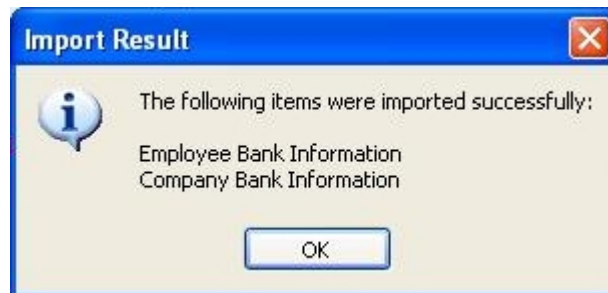 Import Result
The following items were imported successfully:
Employee Bank Information
Company Bank Information
OK